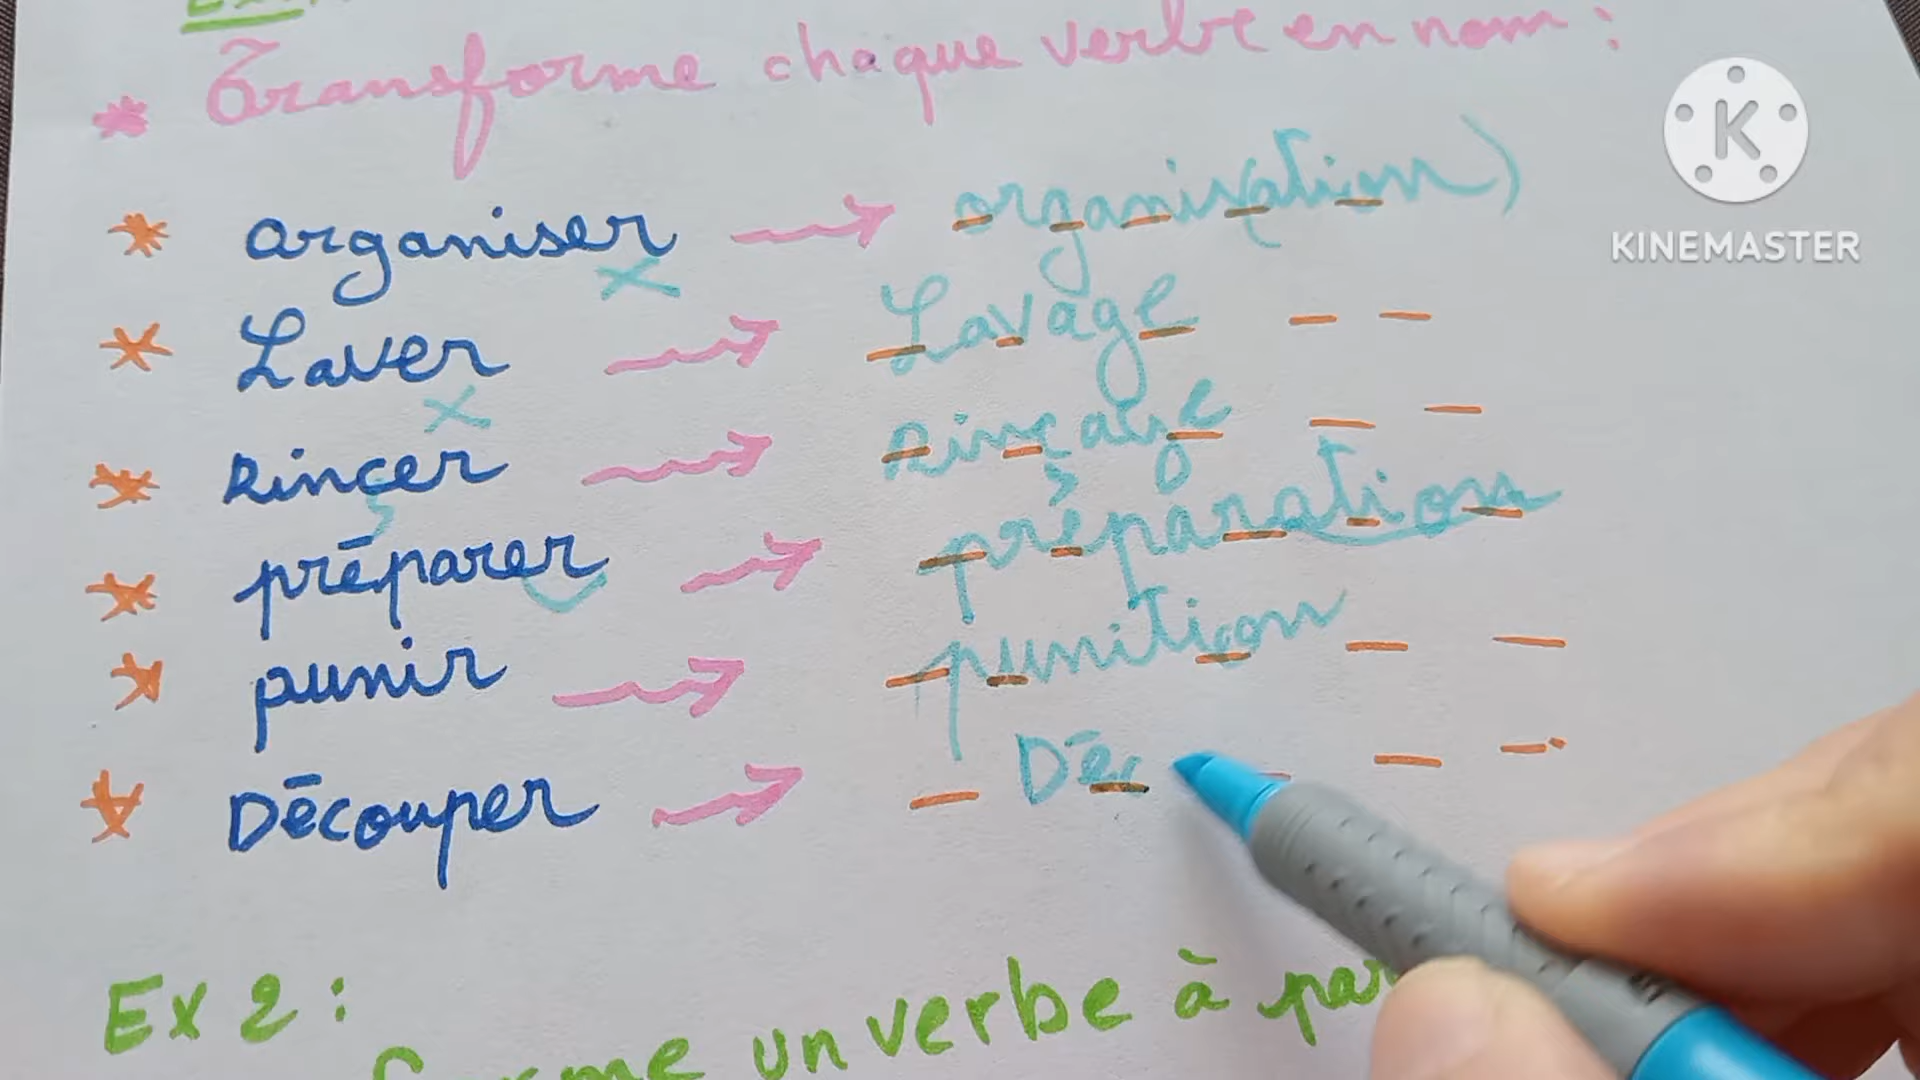 * Transforme chaque verbe en nom :
* organiser → organisation)
* Laver → Lavage
* Rinçer → Rinçage
* préparer → préparation
* punir → punition
* Découper → Déc
Ex 2 :
un verbe à par
K
KINEMASTER